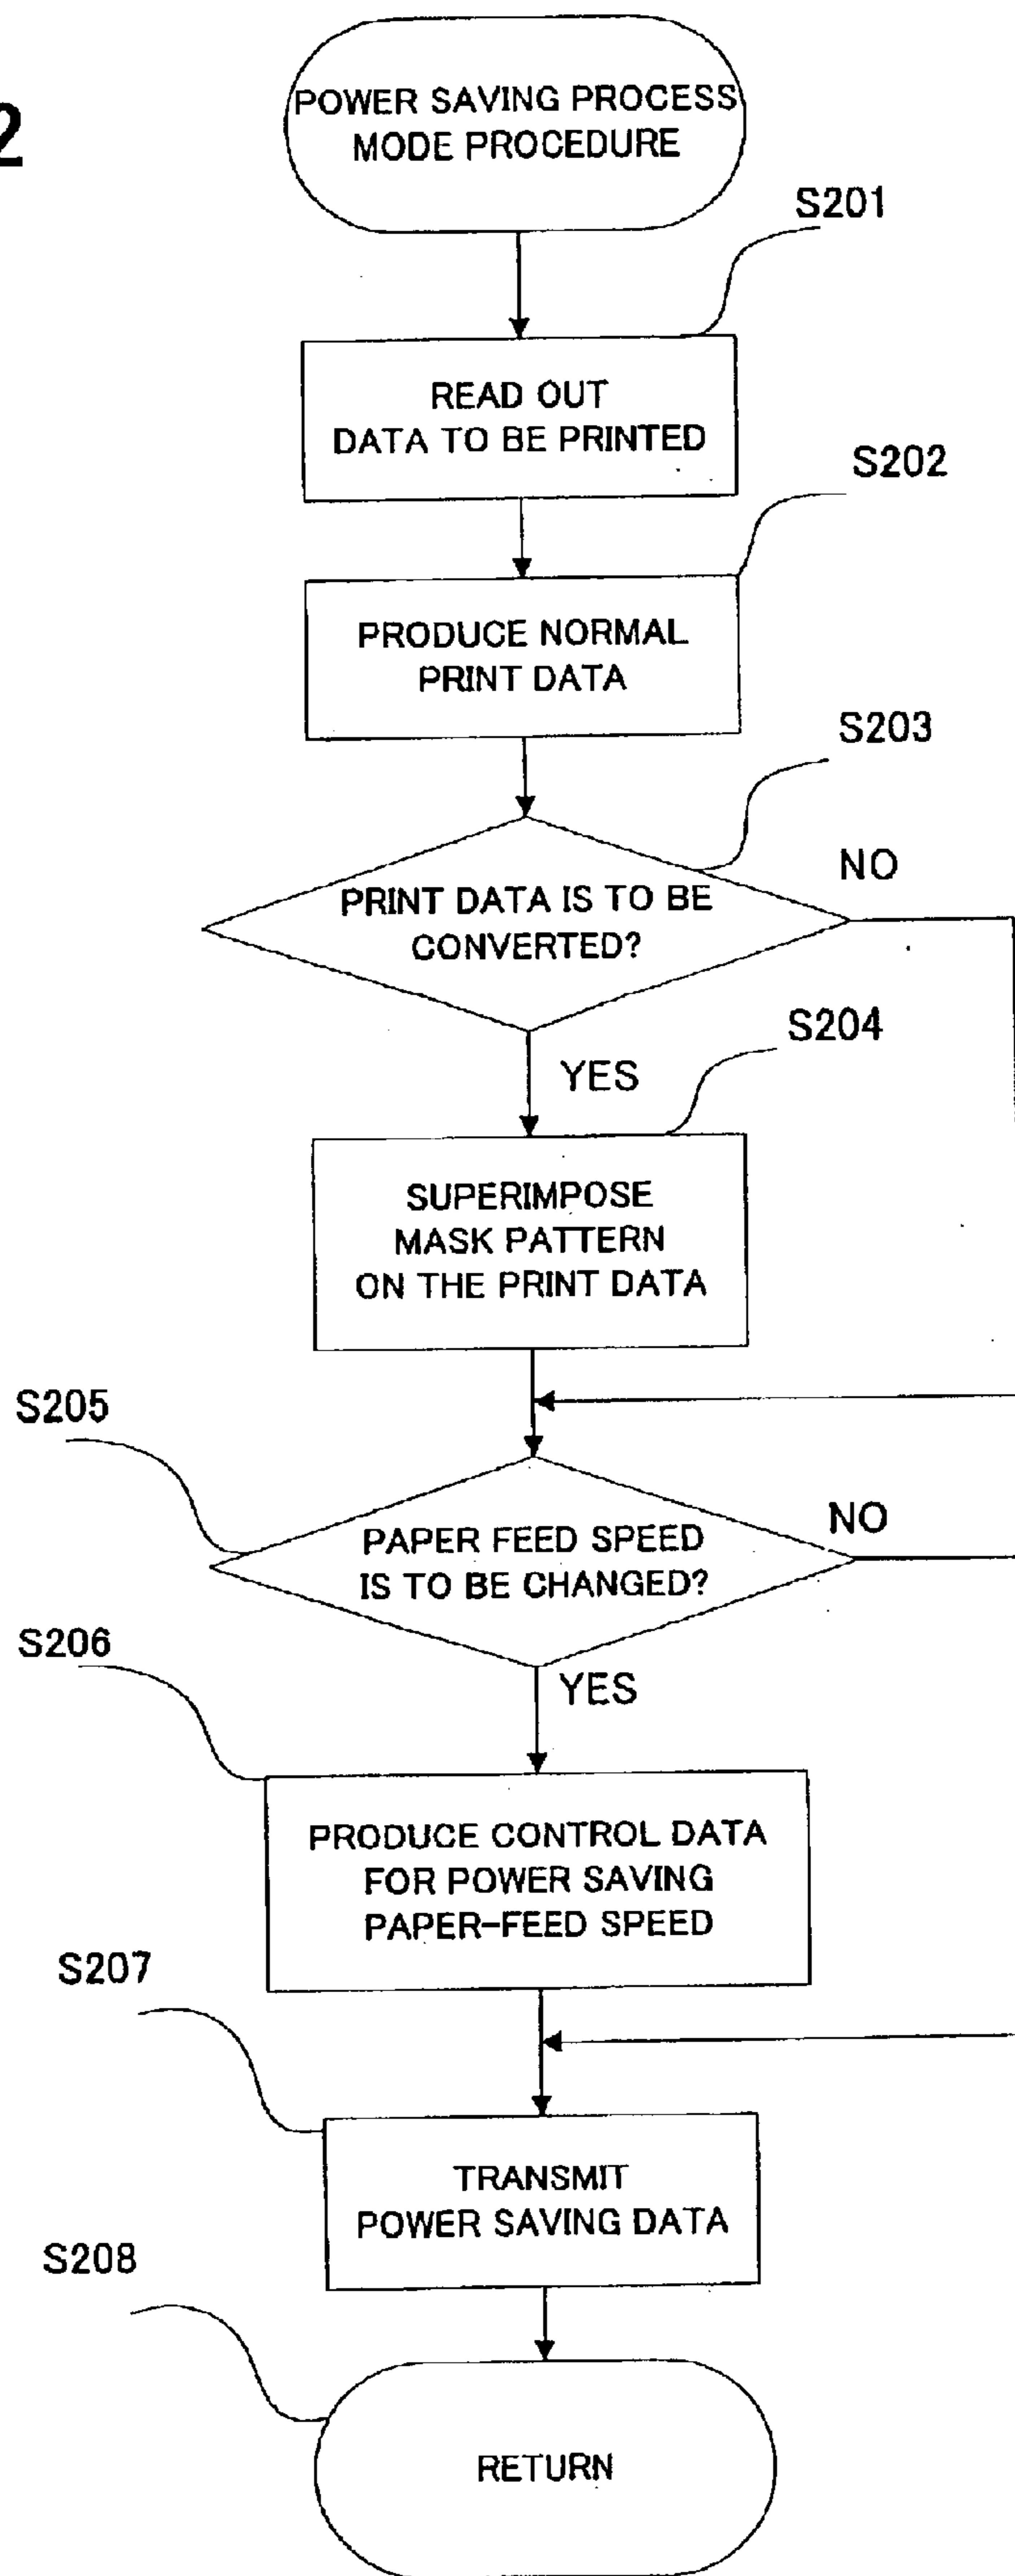 2
POWER SAVING PROCESS
MODE PROCEDURE
S201
READ OUT
DATA TO BE PRINTED
S202
PRODUCE NORMAL
PRINT DATA
S203
NO
PRINT DATA IS TO BE
CONVERTED?
S204
YES
SUPERIMPOSE
MASK PATTERN
ON THE PRINT DATA
S205
NO
PAPER FEED SPEED
IS TO BE CHANGED?
S206
YES
PRODUCE CONTROL DATA
FOR POWER SAVING
PAPER-FEED SPEED
S207
TRANSMIT
POWER SAVING DATA
S208
RETURN